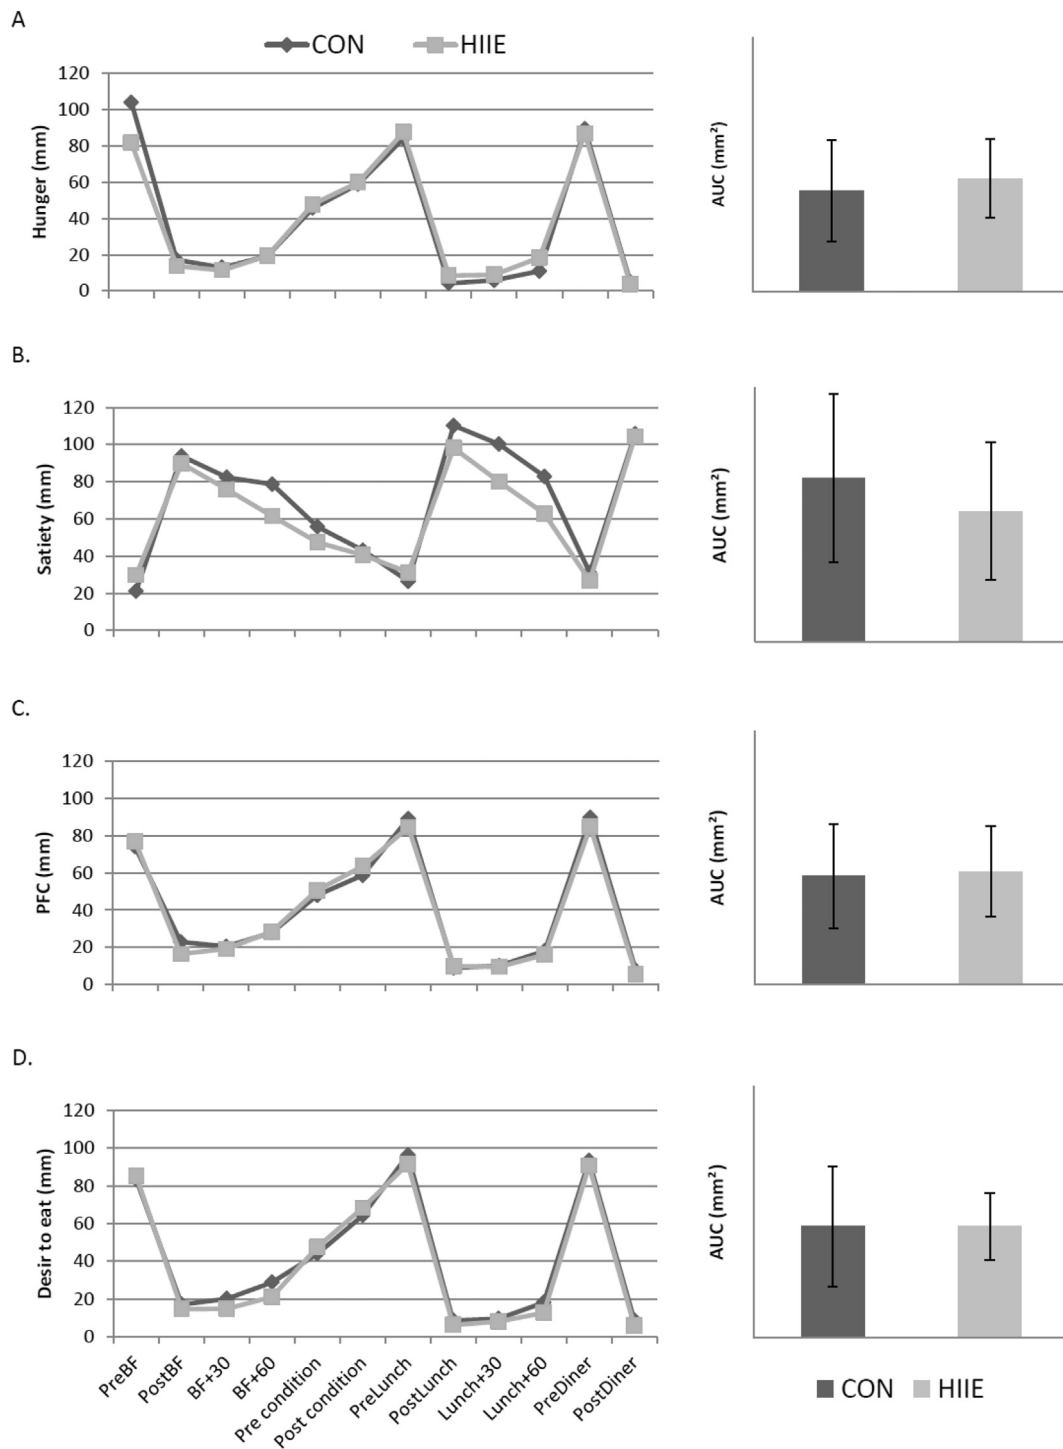 A
CON HIIE
120
100
80
60
40
20
0
Hunger (mm)
AUC (mm²)
B.
120
100
80
60
40
20
0
Satiety (mm)
AUC (mm²)
C.
120
100
80
60
40
20
0
PFC (mm)
AUC (mm²)
D.
120
100
80
60
40
20
0
Desir to eat (mm)
AUC (mm²)
PreBF
PostBF
BF+30
BF+60
Pre condition
Post condition
PreLunch
PostLunch
Lunch+30
Lunch+60
PreDiner
PostDiner
CON HIIE